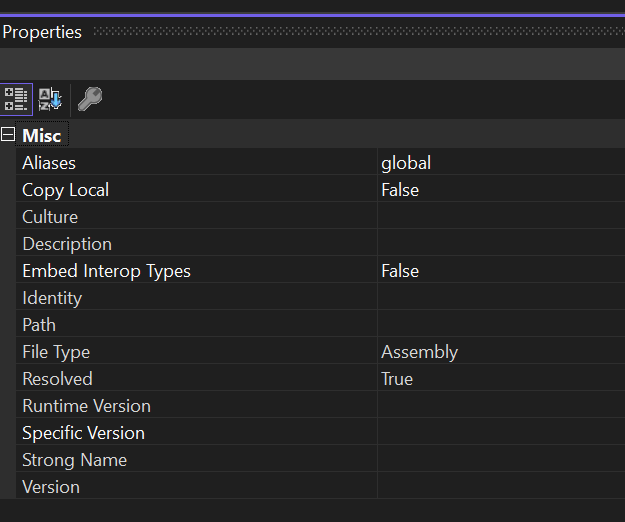 Properties
Misc
Aliases global
Copy Local False
Culture
Description
Embed Interop Types False
Identity
Path
File Type Assembly
Resolved True
Runtime Version
Specific Version
Strong Name
Version